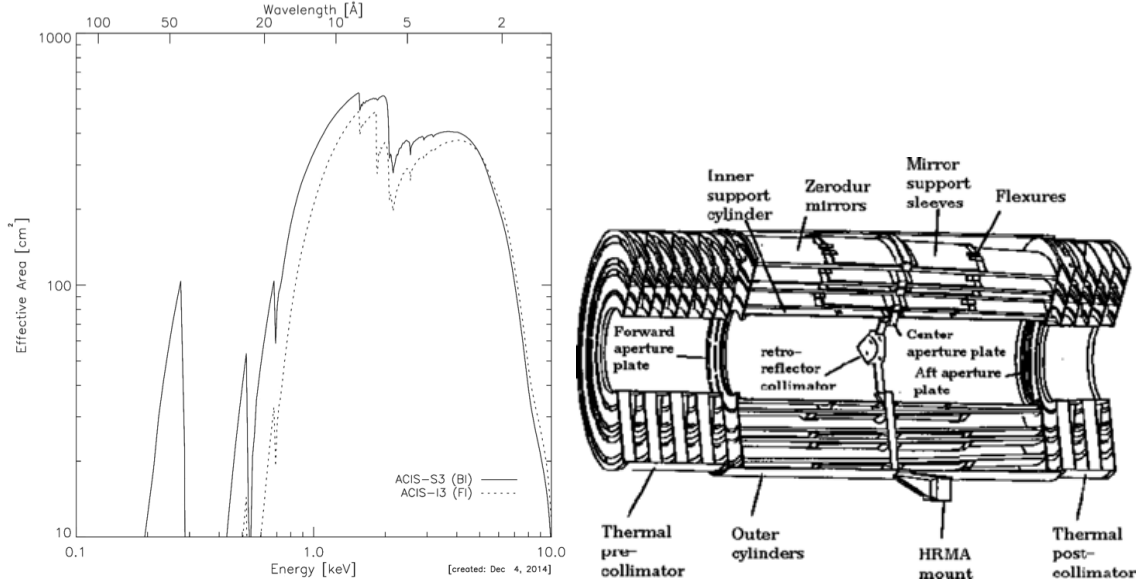 Wavelength [Å]
100 50 20 10 5 2
1000
100
10
Effective Area [cm²]
ACIS-S3 (BI)
ACIS-I3 (FI)
0.1 1.0 10.0
Energy [keV]
[created: Dec 4, 2014]
Inner
support
cylinder
Zerodur
mirrors
Mirror
support
sleeves
Flexures
Forward
aperture
plate
retro-
reflector
collimator
Center
aperture plate
Aft aperture
plate
Thermal
pre-
collimator
Outer
cylinders
HRMA
mount
Thermal
post-
collimator